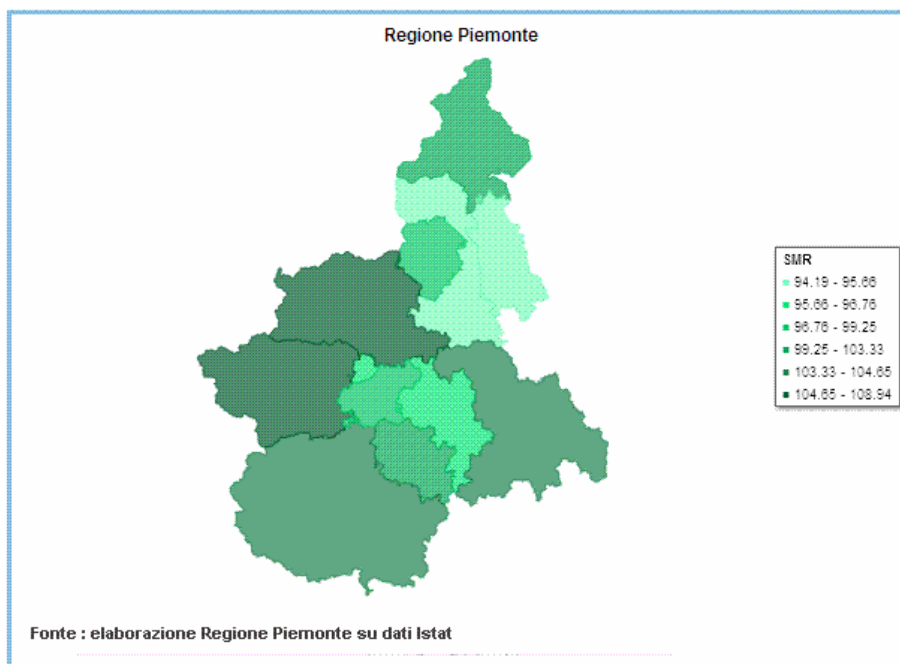 Regione Piemonte
SMR
94.19 - 95.66
95.66 - 96.76
96.76 - 99.25
99.25 - 103.33
103.33 - 104.65
104.65 - 108.94
Fonte : elaborazione Regione Piemonte su dati Istat